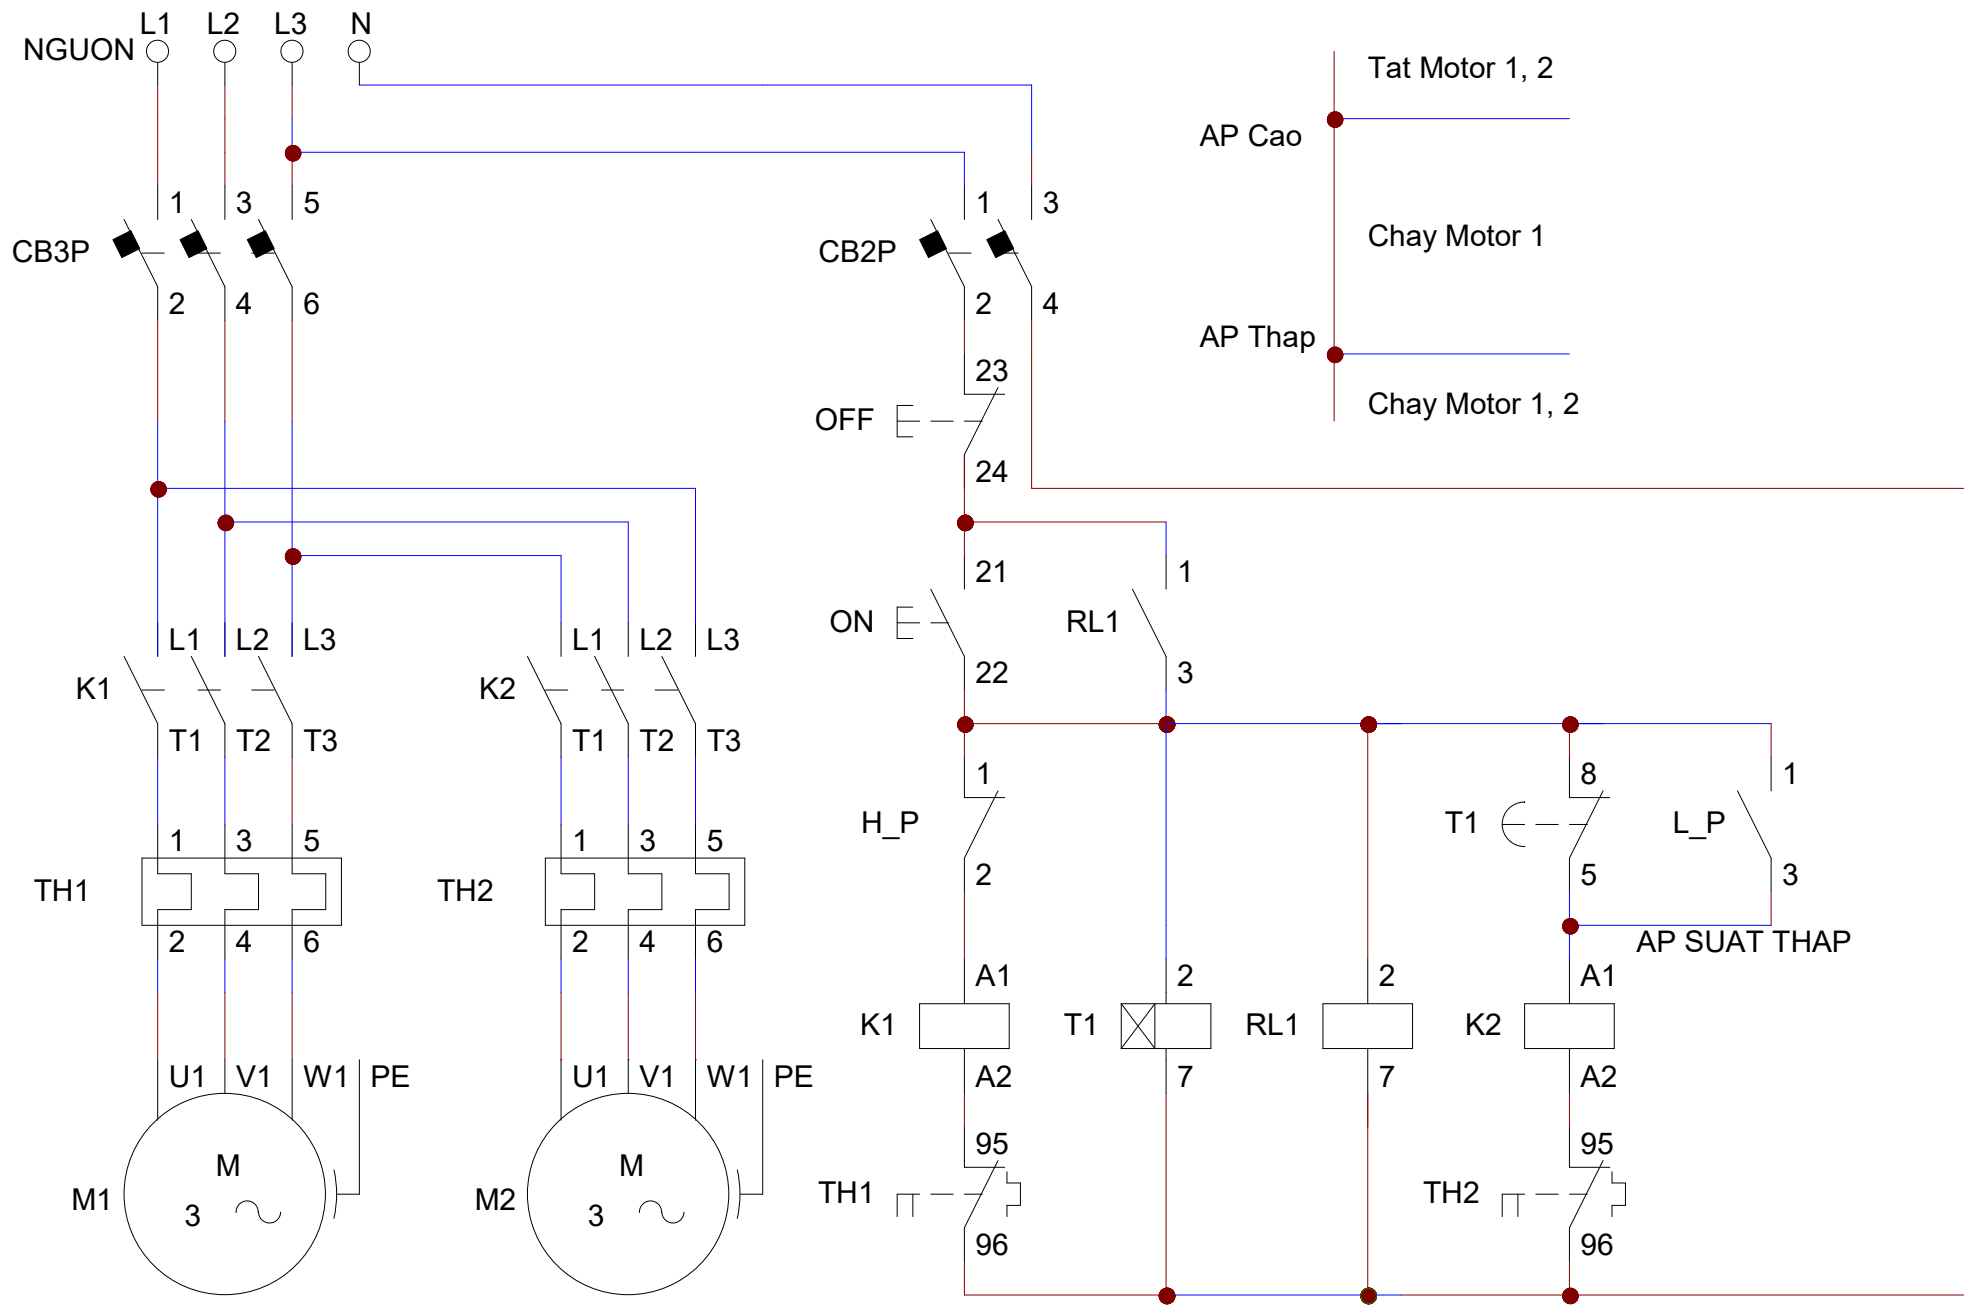 L1 L2 L3 N
NGUON
Tat Motor 1, 2
AP Cao
1 3 5 1 3
CB3P CB2P Chay Motor 1
2 4 6 2 4
AP Thap
23
Chay Motor 1, 2
OFF
24
21 1
ON RL1
L1 L2 L3 L1 L2 L3
22 3
K1 K2
T1 T2 T3 T1 T2 T3
1 8 1
H_P T1 L_P
1 3 5 1 3 5
2 5 3
TH1 TH2
2 4 6 2 4 6 AP SUAT THAP
A1 2 2 A1
K1 T1 RL1 K2
U1 V1 W1 PE U1 V1 W1 PE A2 7 7 A2
95 95
M M
M1 M2 TH1 TH2
3 3
96 96